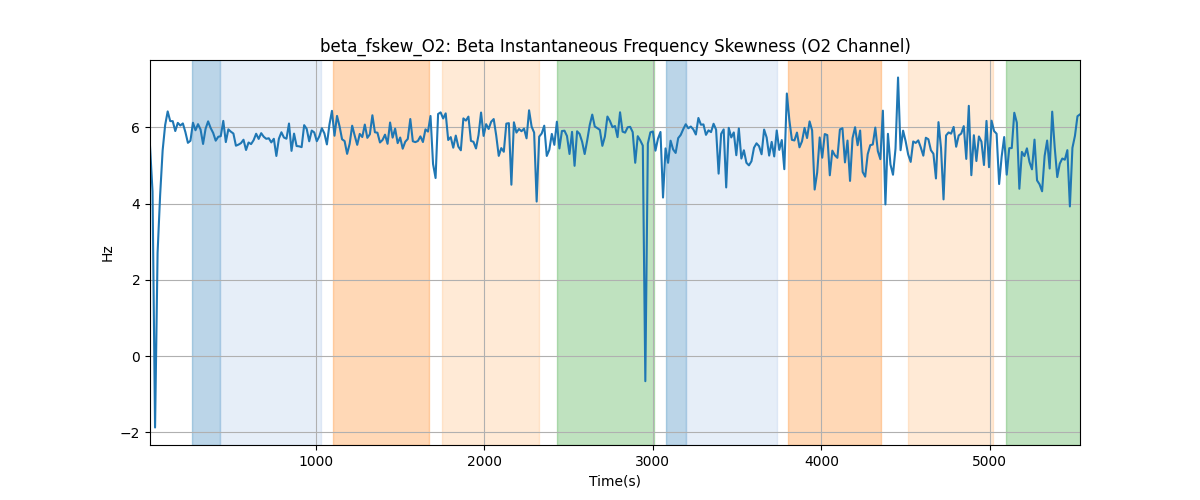 beta_fskew_O2: Beta Instantaneous Frequency Skewness (O2 Channel)
Hz
6
4
2
0
−2
1000 2000 3000 4000 5000
Time(s)